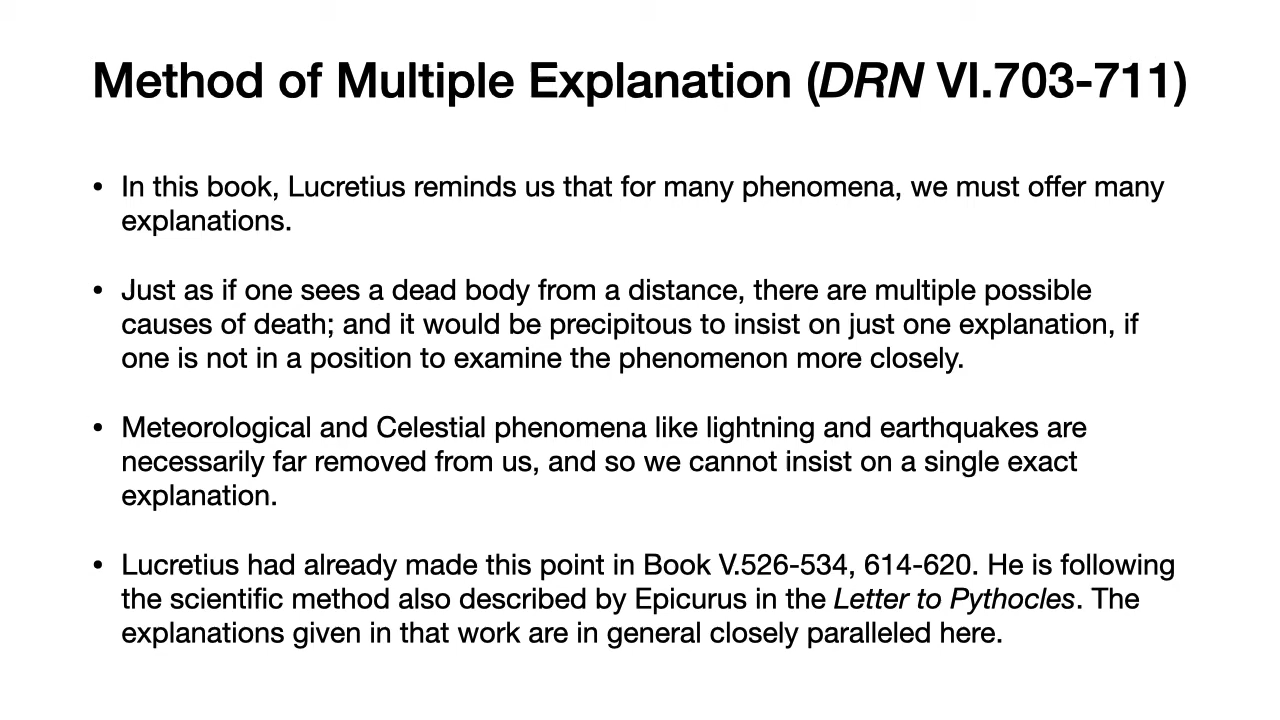 Method of Multiple Explanation (DRN VI.703-711)
• In this book, Lucretius reminds us that for many phenomena, we must offer many
explanations.
• Just as if one sees a dead body from a distance, there are multiple possible
causes of death; and it would be precipitous to insist on just one explanation, if
one is not in a position to examine the phenomenon more closely.
• Meteorological and Celestial phenomena like lightning and earthquakes are
necessarily far removed from us, and so we cannot insist on a single exact
explanation.
• Lucretius had already made this point in Book V.526-534, 614-620. He is following
the scientific method also described by Epicurus in the Letter to Pythocles. The
explanations given in that work are in general closely paralleled here.